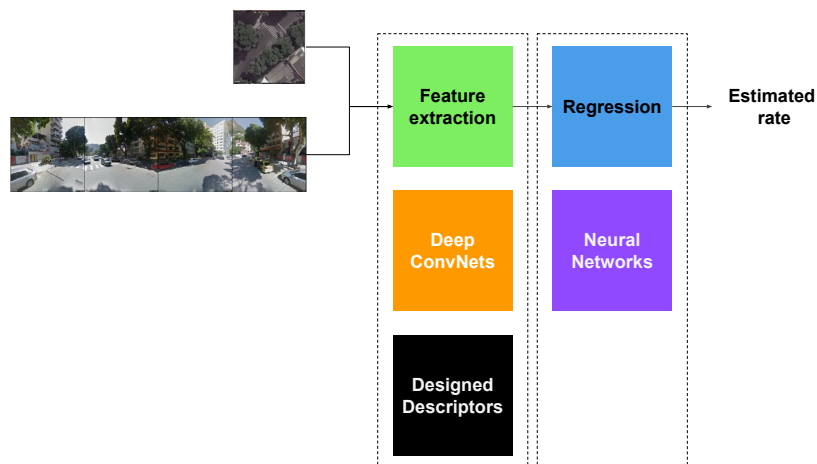 Feature
extraction
Regression
Estimated
rate
Deep
ConvNets
Neural
Networks
Designed
Descriptors